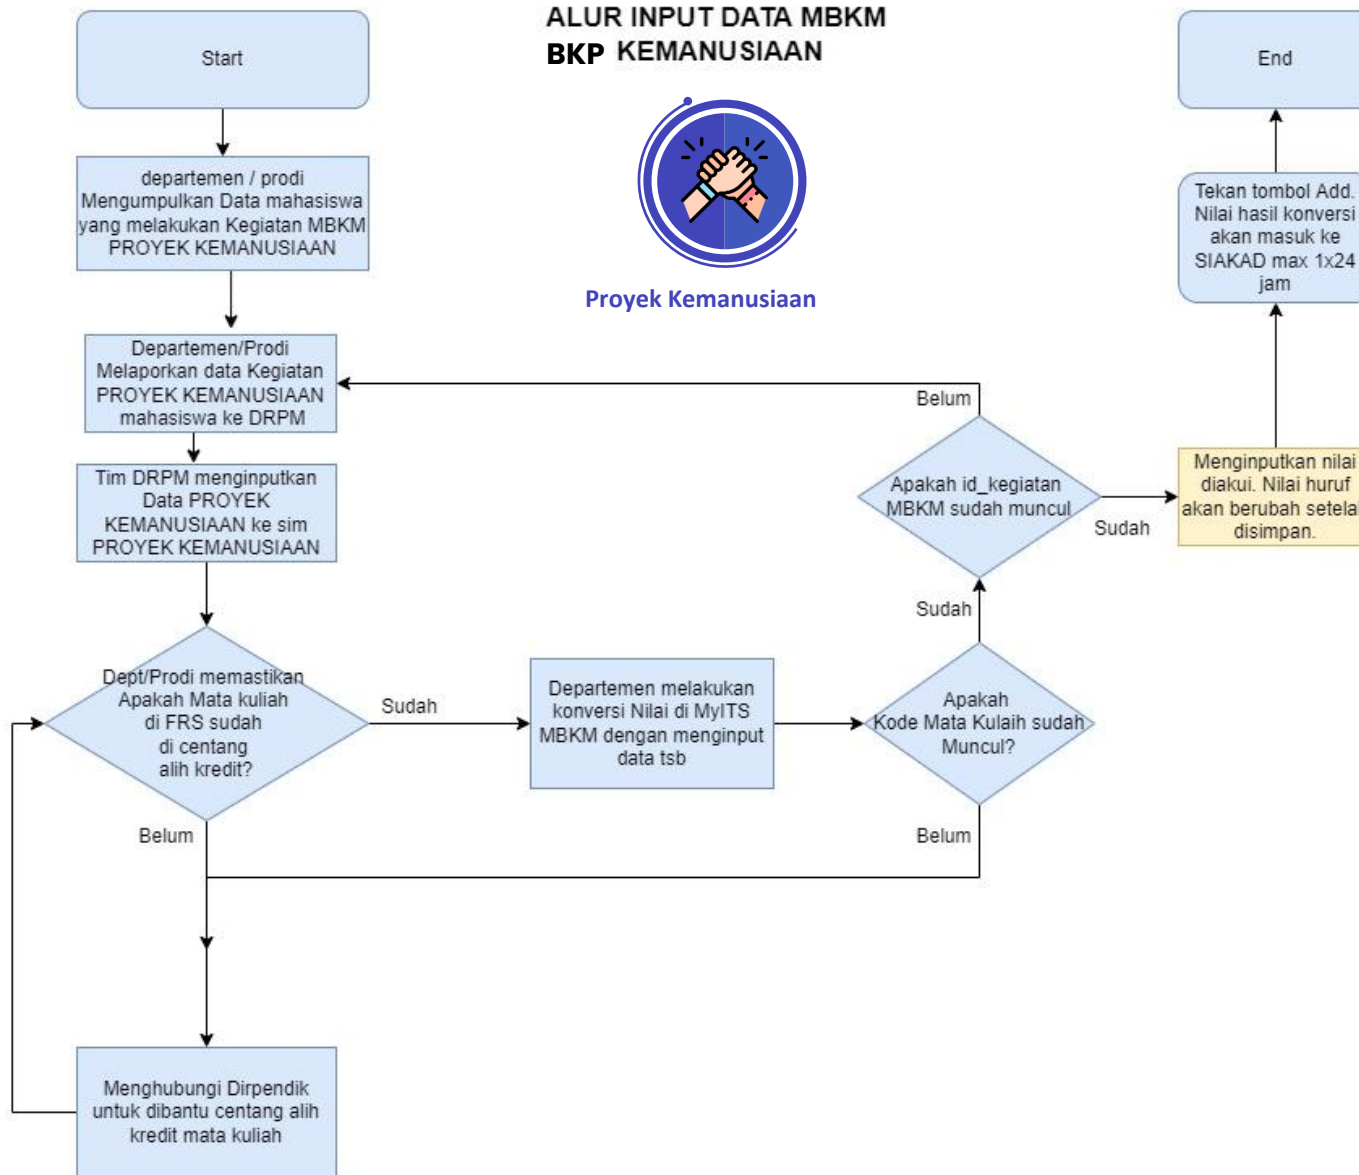 ALUR INPUT DATA MBKM
BKP KEMANUSIAAN
Proyek Kemanusiaan
Start
departemen / prodi
Mengumpulkan Data mahasiswa
yang melakukan Kegiatan MBKM
PROYEK KEMANUSIAAN
Departemen/Prodi
Melaporkan data Kegiatan
PROYEK KEMANUSIAAN
mahasiswa ke DRPM
Tim DRPM menginputkan
Data PROYEK
KEMANUSIAAN ke sim
PROYEK KEMANUSIAAN
Dept/Prodi memastikan
Apakah Mata kuliah
di FRS sudah
di centang
alih kredit?
Sudah
Belum
Departemen melakukan
konversi Nilai di MyITS
MBKM dengan menginput
data tsb
Apakah
Kode Mata Kulaih sudah
Muncul?
Sudah
Belum
Menghubungi Dirpendik
untuk dibantu centang alih
kredit mata kuliah
Apakah id_kegiatan
MBKM sudah muncul
Belum
Sudah
Menginputkan nilai
diakui. Nilai huruf
akan berubah setela
disimpan.
Tekan tombol Add.
Nilai hasil konversi
akan masuk ke
SIAKAD max 1x24
jam
End